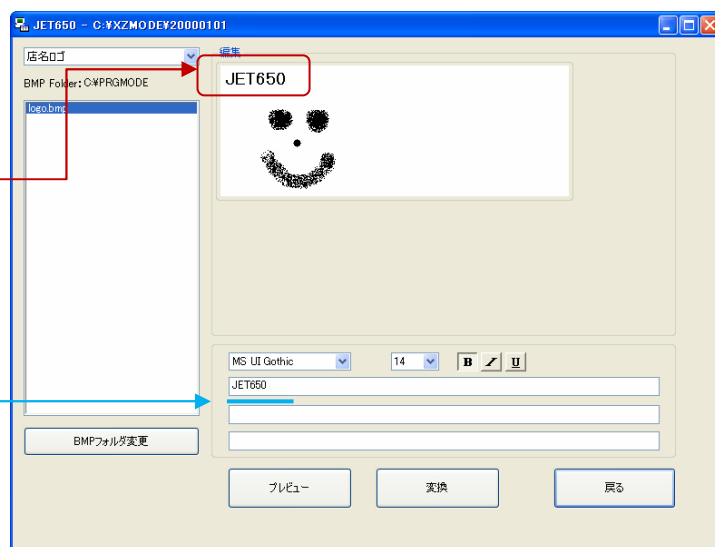 JET650 - C:¥XZMODE¥20000101
店名ロゴ
編集
BMP Folder: C:¥PRGMODE
JET650
logo.bmp
MS UI Gothic
14
B I U
JET650
BMPフォルダ変更
プレビュー
変換
戻る